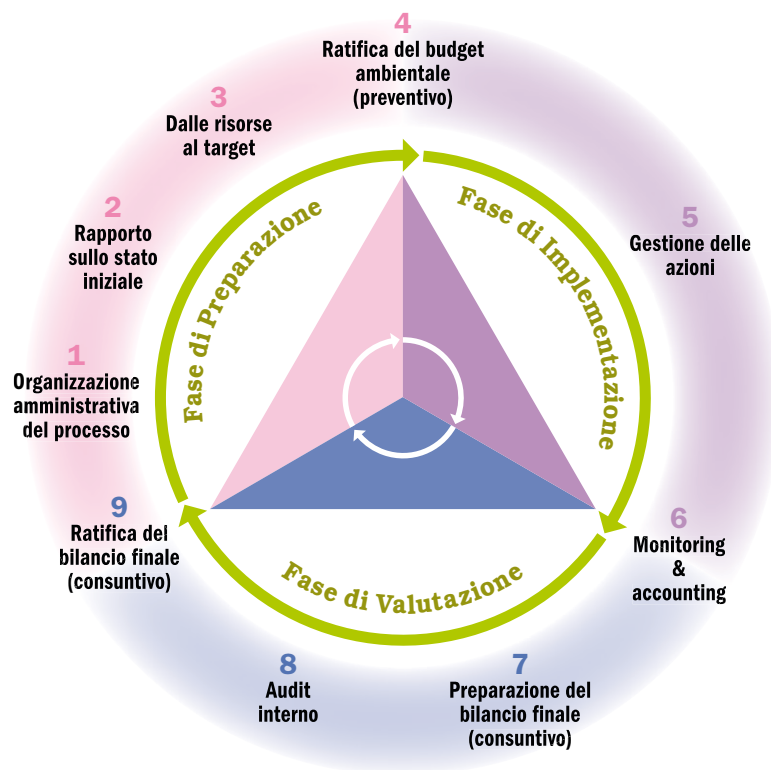 4
Ratifica del budget
ambientale
(preventivo)
3
Dalle risorse
al target
2
Rapporto
sullo stato
iniziale
1
Organizzazione
amministrativa
del processo
5
Gestione delle
azioni
6
Monitoring
&
accounting
7
Preparazione del
bilancio finale
(consuntivo)
8
Audit
interno
9
Ratifica del
bilancio finale
(consuntivo)
Fase di Preparazione
Fase di Implementazione
Fase di Valutazione